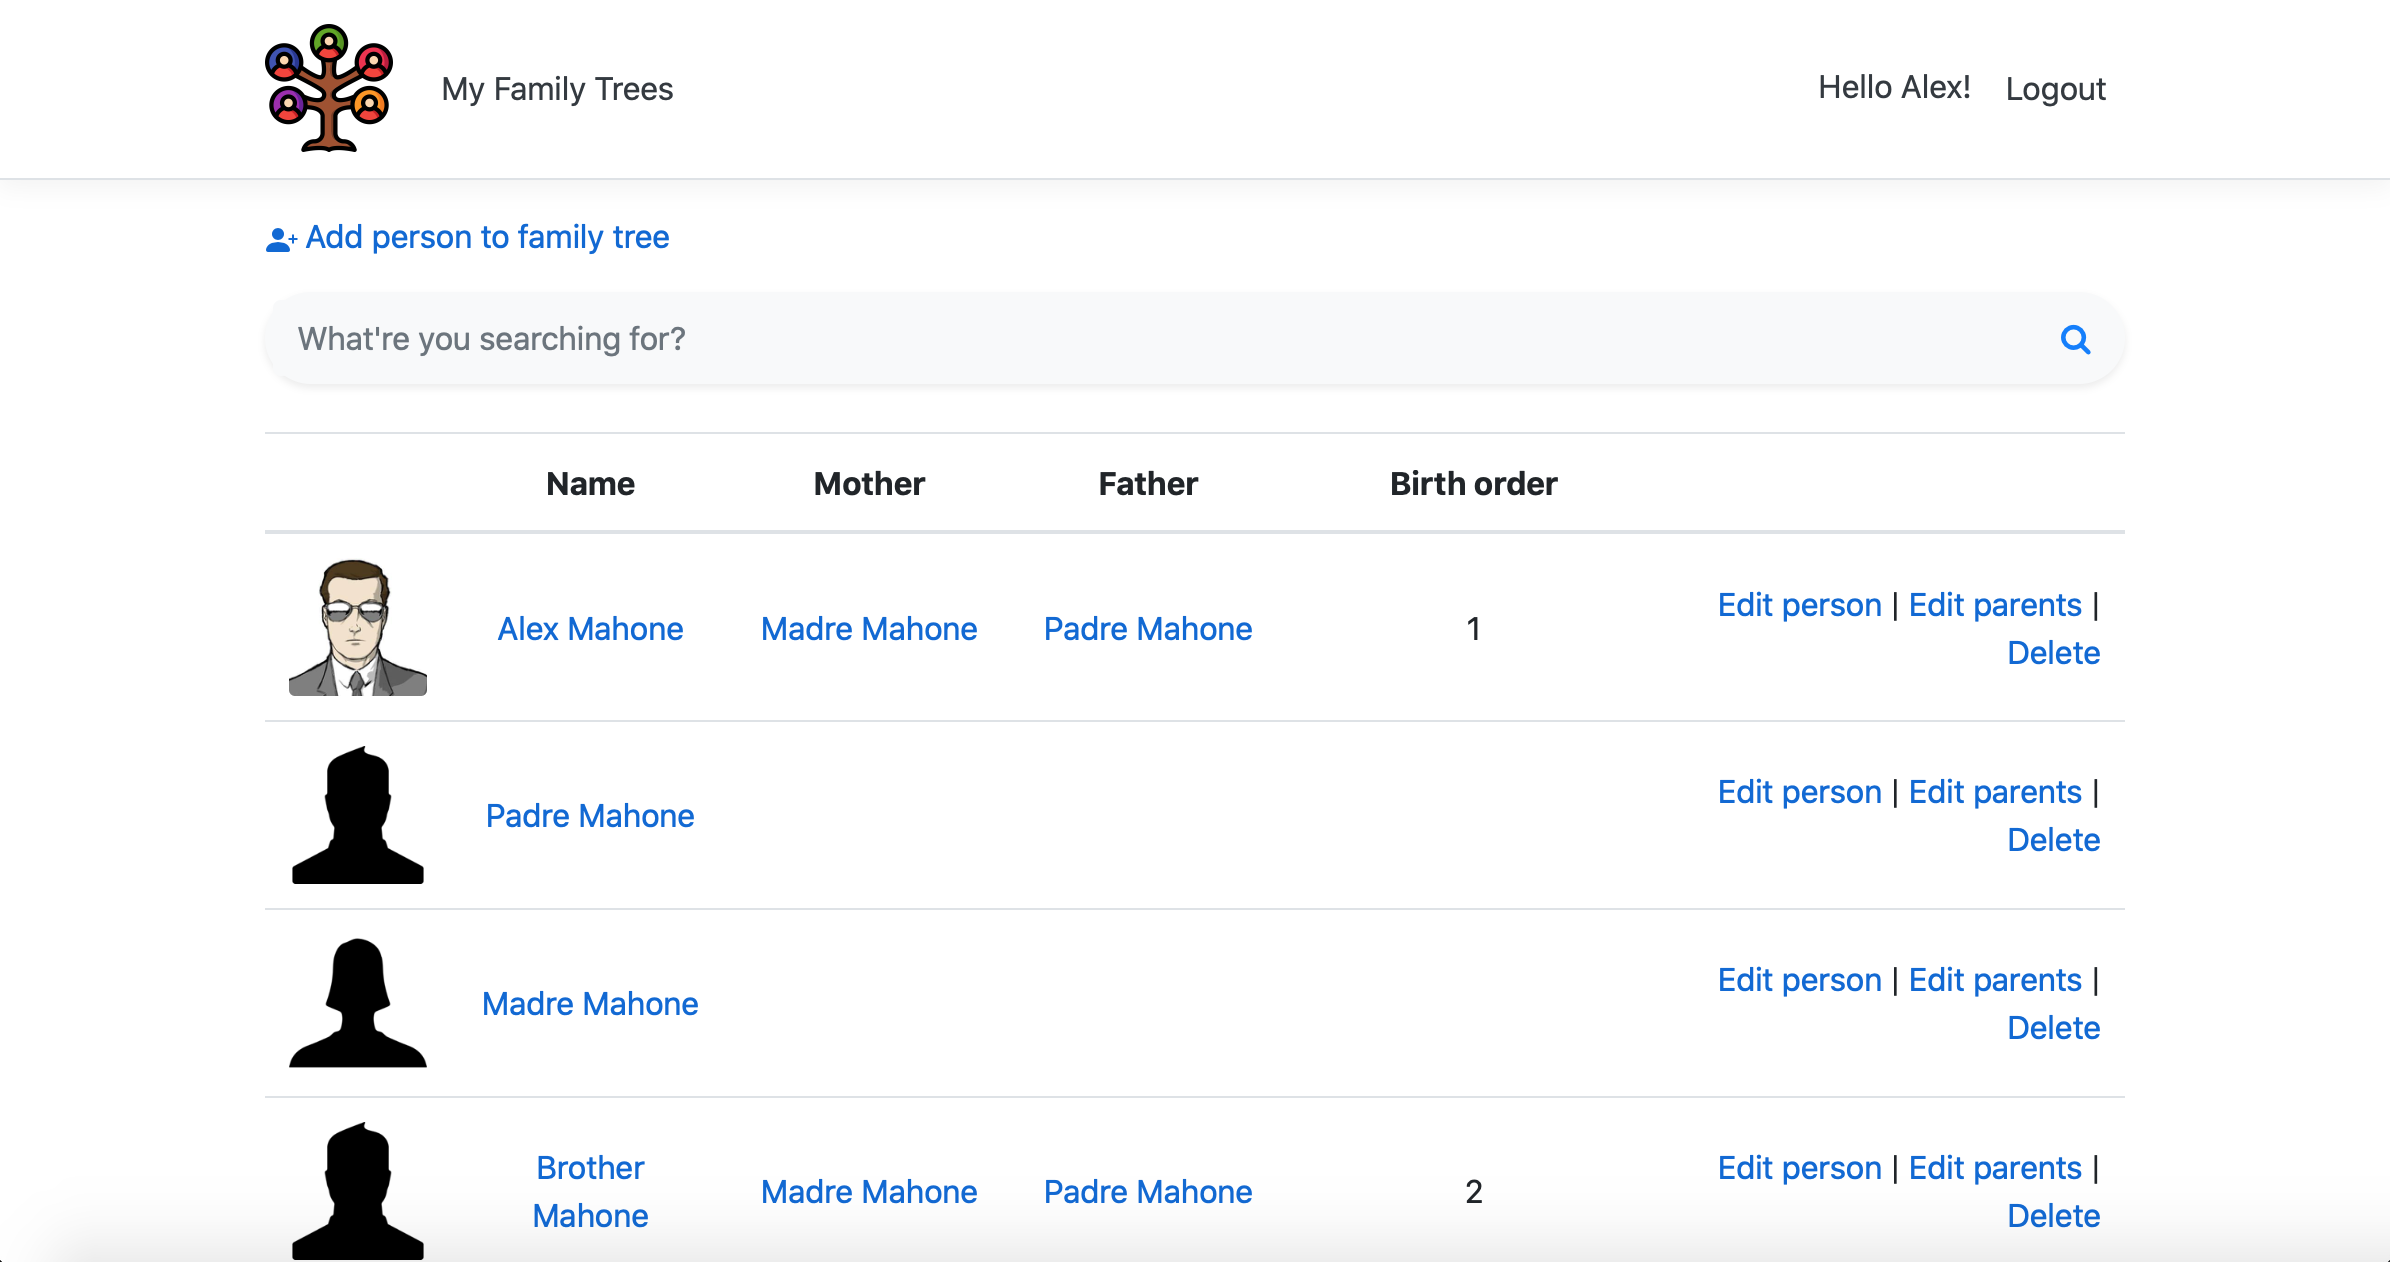 My Family Trees
Hello Alex! Logout
Add person to family tree
What're you searching for?
Name Mother Father Birth order
Alex Mahone Madre Mahone Padre Mahone 1 Edit person | Edit parents |
Delete
Padre Mahone Edit person | Edit parents |
Delete
Madre Mahone Edit person | Edit parents |
Delete
Brother
Mahone Madre Mahone Padre Mahone 2 Edit person | Edit parents |
Delete